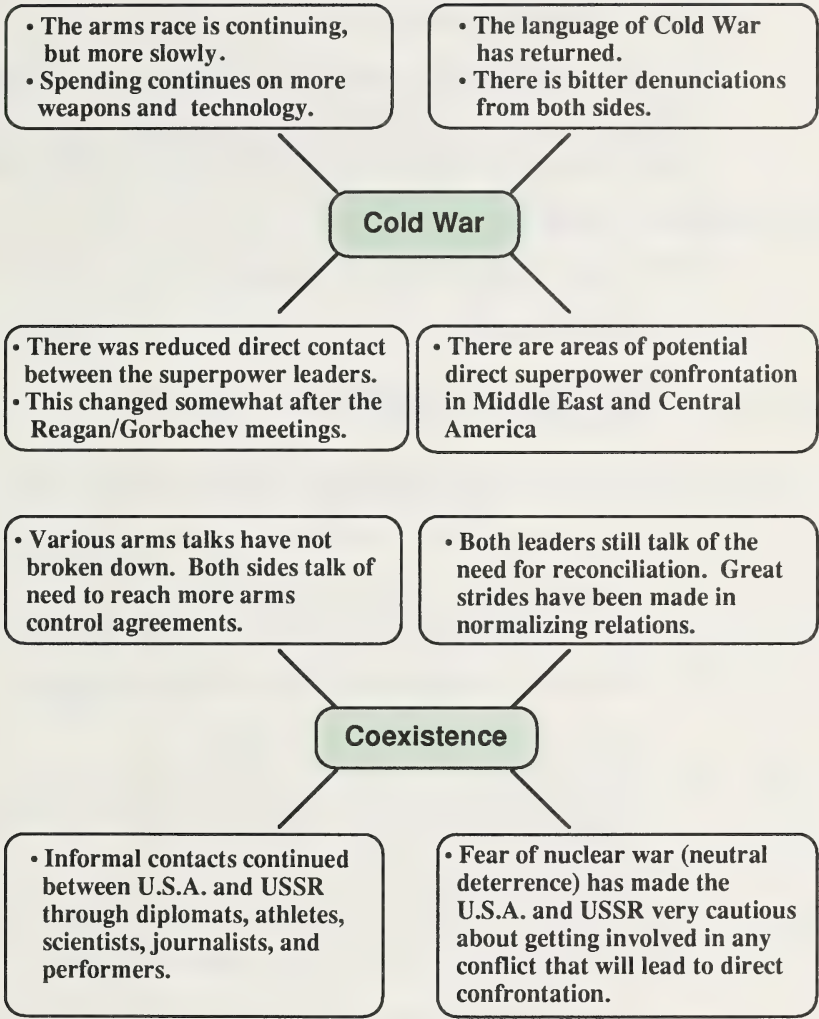 • The arms race is continuing,
but more slowly.
• Spending continues on more
weapons and technology.
• The language of Cold War
has returned.
• There is bitter denunciations
from both sides.
Cold War
• There was reduced direct contact
between the superpower leaders.
• This changed somewhat after the
Reagan/Gorbachev meetings.
• There are areas of potential
direct superpower confrontation
in Middle East and Central
America
• Various arms talks have not
broken down. Both sides talk of
need to reach more arms
control agreements.
• Both leaders still talk of the
need for reconciliation. Great
strides have been made in
normalizing relations.
Coexistence
• Informal contacts continued
between U.S.A. and USSR
through diplomats, athletes,
scientists, journalists, and
performers.
• Fear of nuclear war (neutral
deterrence) has made the
U.S.A. and USSR very cautious
about getting involved in any
conflict that will lead to direct
confrontation.